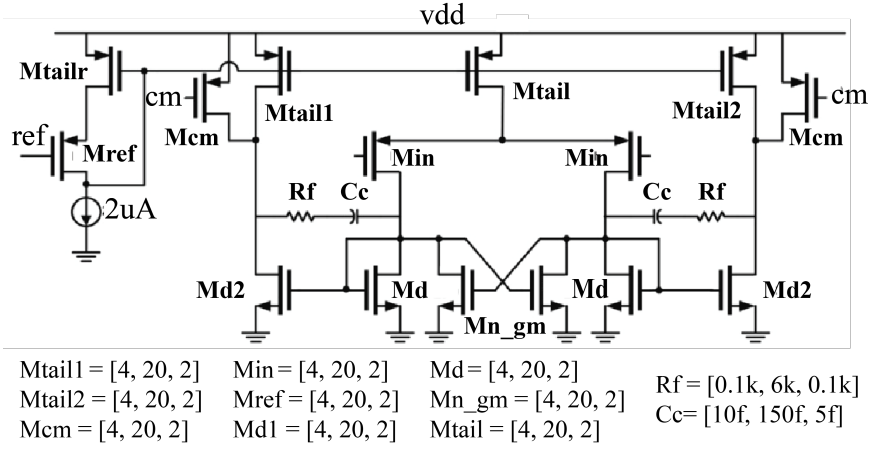 vdd
Mtailr
cm
Mtail1
Mtail
Mtail2
cm
Mcm
Mcm
ref
Mref
Min
Min
2uA
Rf Cc
Cc Rf
Md2
Md
Mn_gm
Md
Md2
Mtail1 = [4, 20, 2] Min = [4, 20, 2] Md = [4, 20, 2]
Mtail2 = [4, 20, 2] Mref = [4, 20, 2] Mn_gm = [4, 20, 2]
Mcm = [4, 20, 2] Md1 = [4, 20, 2] Mtail = [4, 20, 2]
Rf = [0.1k, 6k, 0.1k]
Cc= [10f, 150f, 5f]